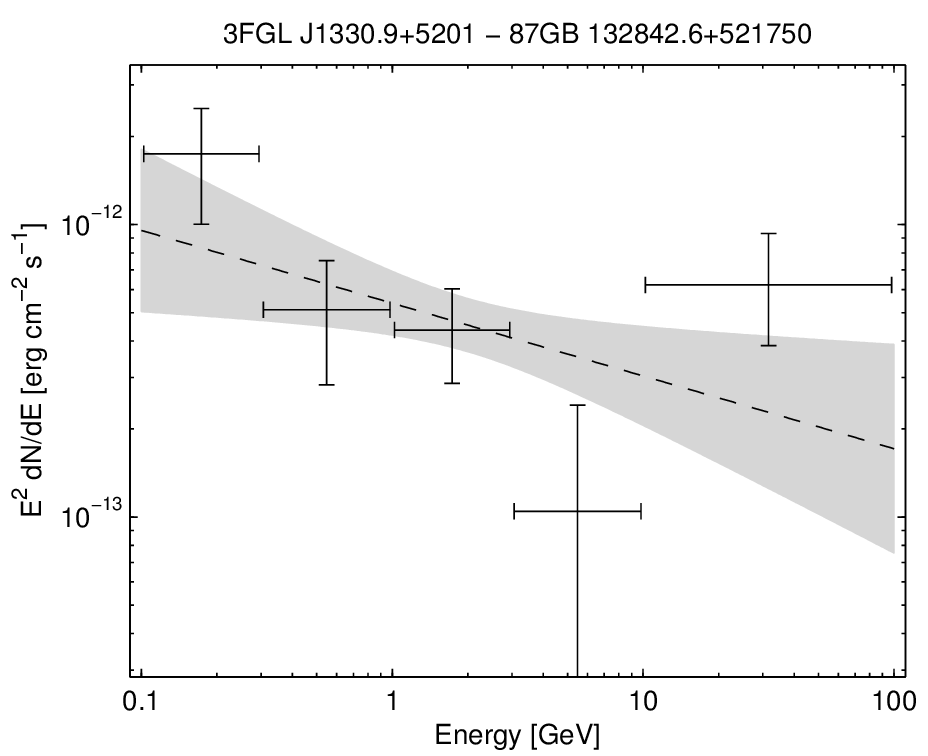 3FGL J1330.9+5201 − 87GB 132842.6+521750
E² dN/dE [erg cm⁻² s⁻¹]
10⁻¹²
10⁻¹³
0.1 1 10 100
Energy [GeV]